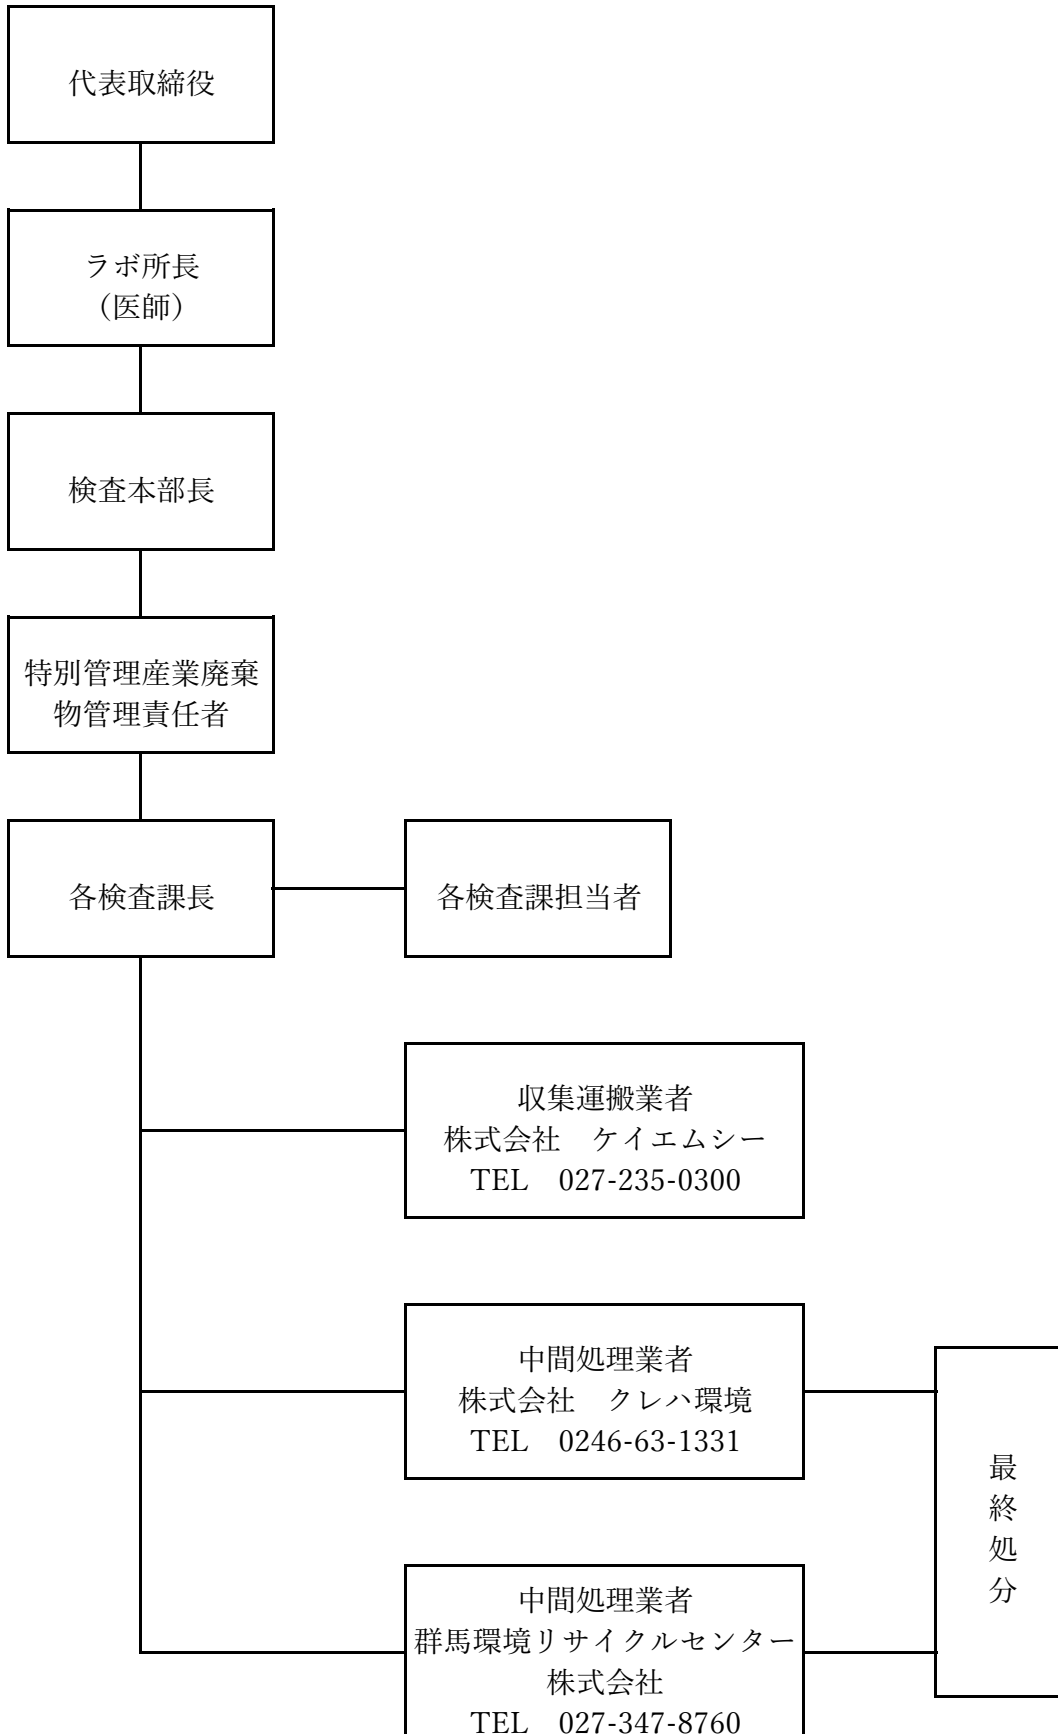 代表取締役
ラボ所長
（医師）
検査本部長
特別管理産業廃棄
物管理責任者
各検査課長
各検査課担当者
収集運搬業者
株式会社　ケイエムシー
TEL　027-235-0300
中間処理業者
株式会社　クレハ環境
TEL　0246-63-1331
最終処分
中間処理業者
群馬環境リサイクルセンター
株式会社
TEL　027-347-8760